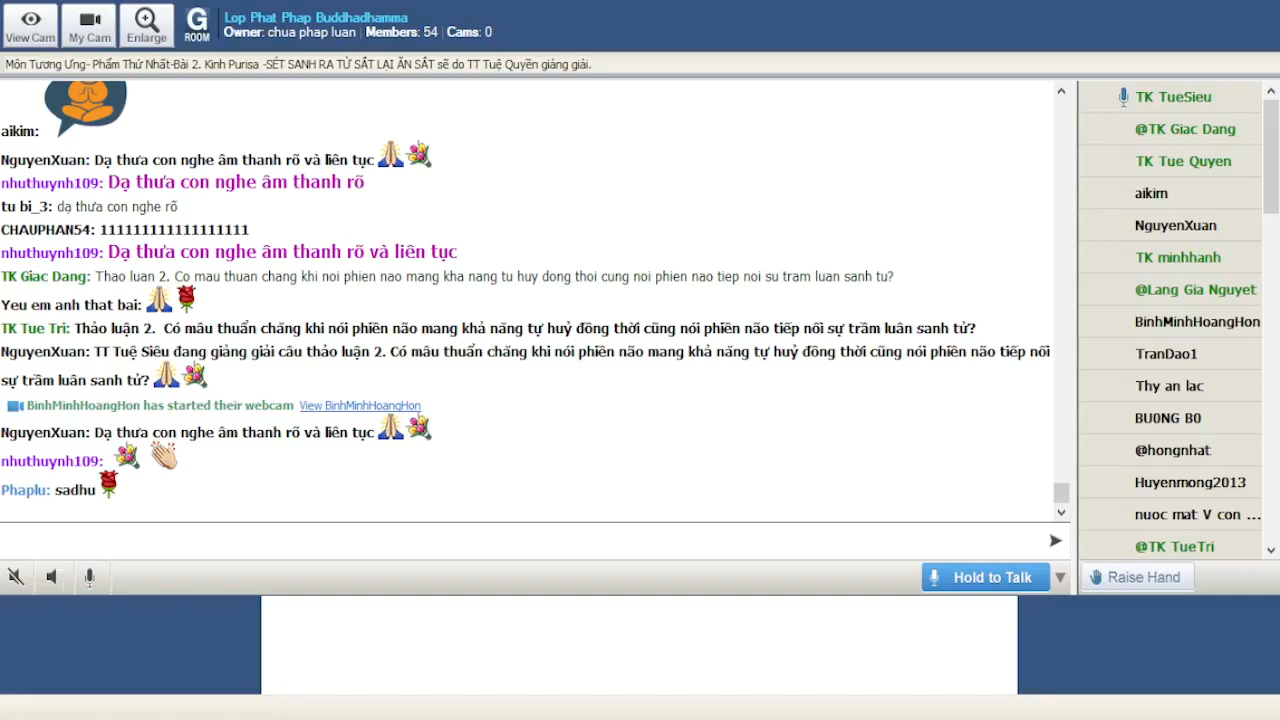 View Cam
My Cam
Enlarge
G
ROOM
Lop Phat Phap Buddhadhamma
Owner: chua phap luan | Members: 54 | Cams: 0
Môn Tương Ưng- Phẩm Thứ Nhất-Bài 2. Kinh Purisa -SÉT SANH RA TỪ SẮT LẠI ĂN SẮT sẽ do TT Tuệ Quyền giảng giải.
aikim:
NguyenXuan: Dạ thưa con nghe âm thanh rõ và liên tục
nhuthuynh109: Dạ thưa con nghe âm thanh rõ
tu bi_3: dạ thưa con nghe rõ
CHAUPHAN54: 111111111111111111
nhuthuynh109: Dạ thưa con nghe âm thanh rõ và liên tục
TK Giac Dang: Thao luan 2. Co mau thuan chang khi noi phien nao mang kha nang tu huy dong thoi cung noi phien nao tiep noi su tram luan sanh tu?
Yeu em anh that bai:
TK Tue Tri: Thảo luận 2. Có mâu thuẩn chăng khi nói phiền não mang khả năng tự huỷ đồng thời cũng nói phiền não tiếp nối sự trầm luân sanh tử?
NguyenXuan: TT Tuệ Siêu đang giảng giải câu thảo luận 2. Có mâu thuẩn chăng khi nói phiền não mang khả năng tự huỷ đồng thời cũng nói phiền não tiếp nối
sự trầm luân sanh tử?
BinhMinhHoangHon has started their webcam View BinhMinhHoangHon
NguyenXuan: Dạ thưa con nghe âm thanh rõ và liên tục
nhuthuynh109:
Phaplu: sadhu
TK TueSieu
@TK Giac Dang
TK Tue Quyen
aikim
NguyenXuan
TK minhhanh
@Lang Gia Nguyet
BinhMinhHoangHon
TranDao1
Thy an lac
BU0NG B0
@hongnhat
Huyenmong2013
nuoc mat V con ...
@TK TueTri
Hold to Talk
Raise Hand